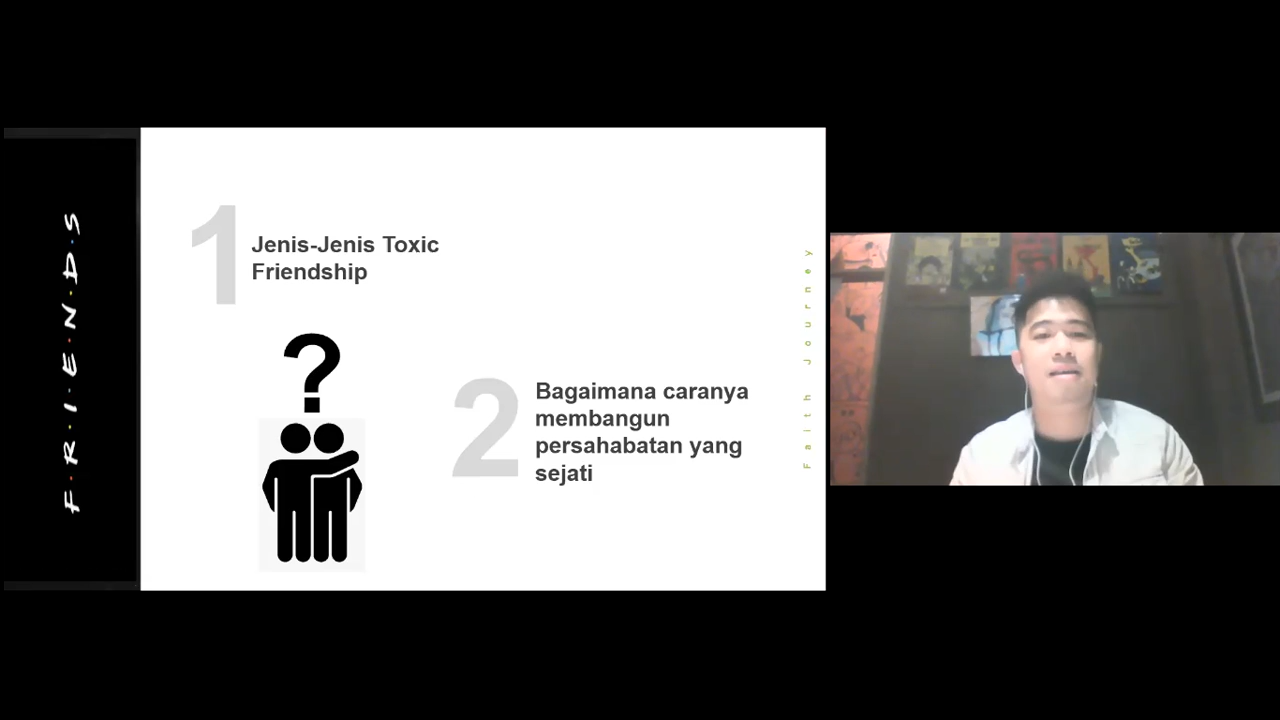 F·R·I·E·N·D·S
1
Jenis-Jenis Toxic
Friendship
?
2
Bagaimana caranya
membangun
persahabatan yang
sejati
Faith Journey